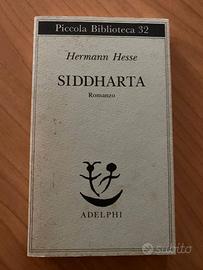 Piccola Biblioteca 32
Hermann Hesse
SIDDHARTA
Romanzo
ADELPHI
subito